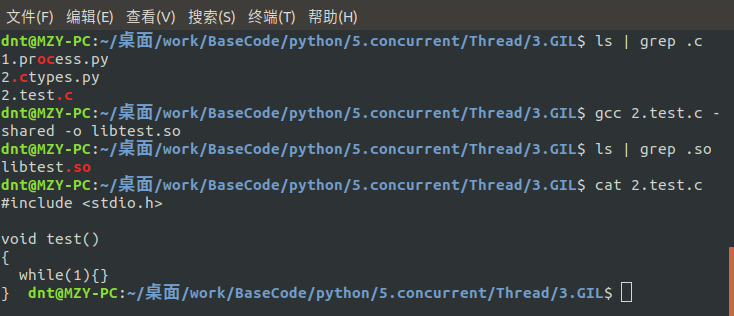 文件(F) 编辑(E) 查看(V) 搜索(S) 终端(T) 帮助(H)
dnt@MZY-PC:~/桌面/work/BaseCode/python/5.concurrent/Thread/3.GIL$ ls | grep .c
1.process.py
2.ctypes.py
2.test.c
dnt@MZY-PC:~/桌面/work/BaseCode/python/5.concurrent/Thread/3.GIL$ gcc 2.test.c -
shared -o libtest.so
dnt@MZY-PC:~/桌面/work/BaseCode/python/5.concurrent/Thread/3.GIL$ ls | grep .so
libtest.so
dnt@MZY-PC:~/桌面/work/BaseCode/python/5.concurrent/Thread/3.GIL$ cat 2.test.c
#include <stdio.h>
void test()
{
  while(1){}
}  dnt@MZY-PC:~/桌面/work/BaseCode/python/5.concurrent/Thread/3.GIL$